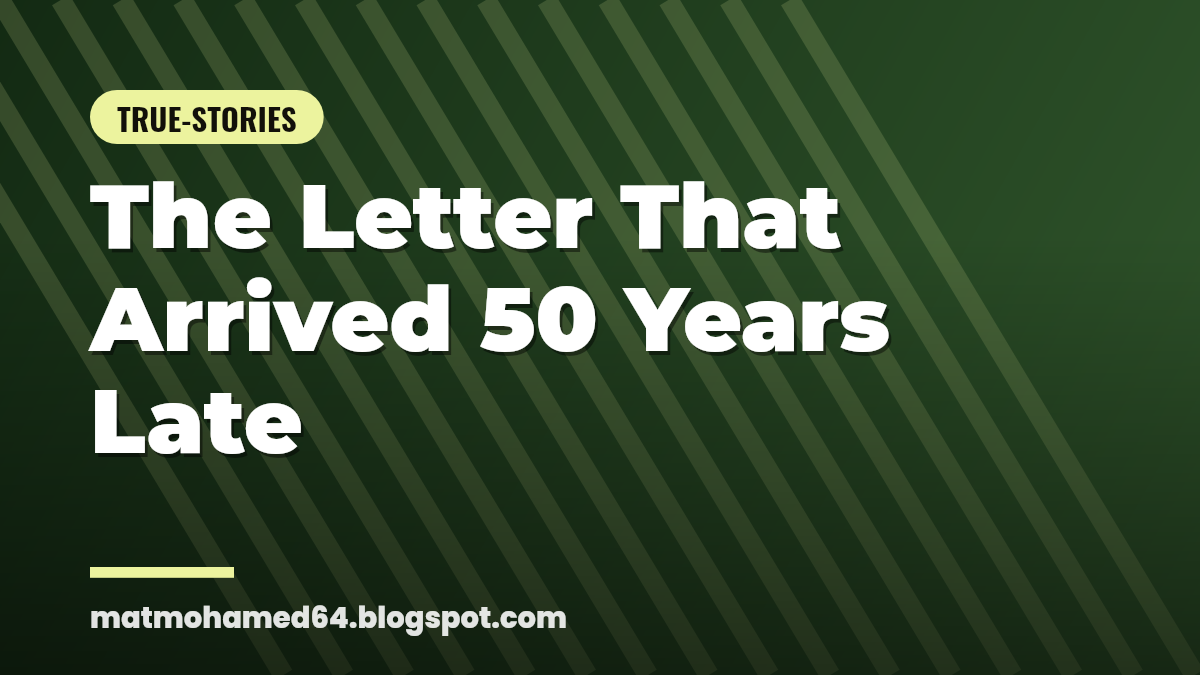 TRUE-STORIES
The Letter That
Arrived 50 Years
Late
matmohamed64.blogspot.com